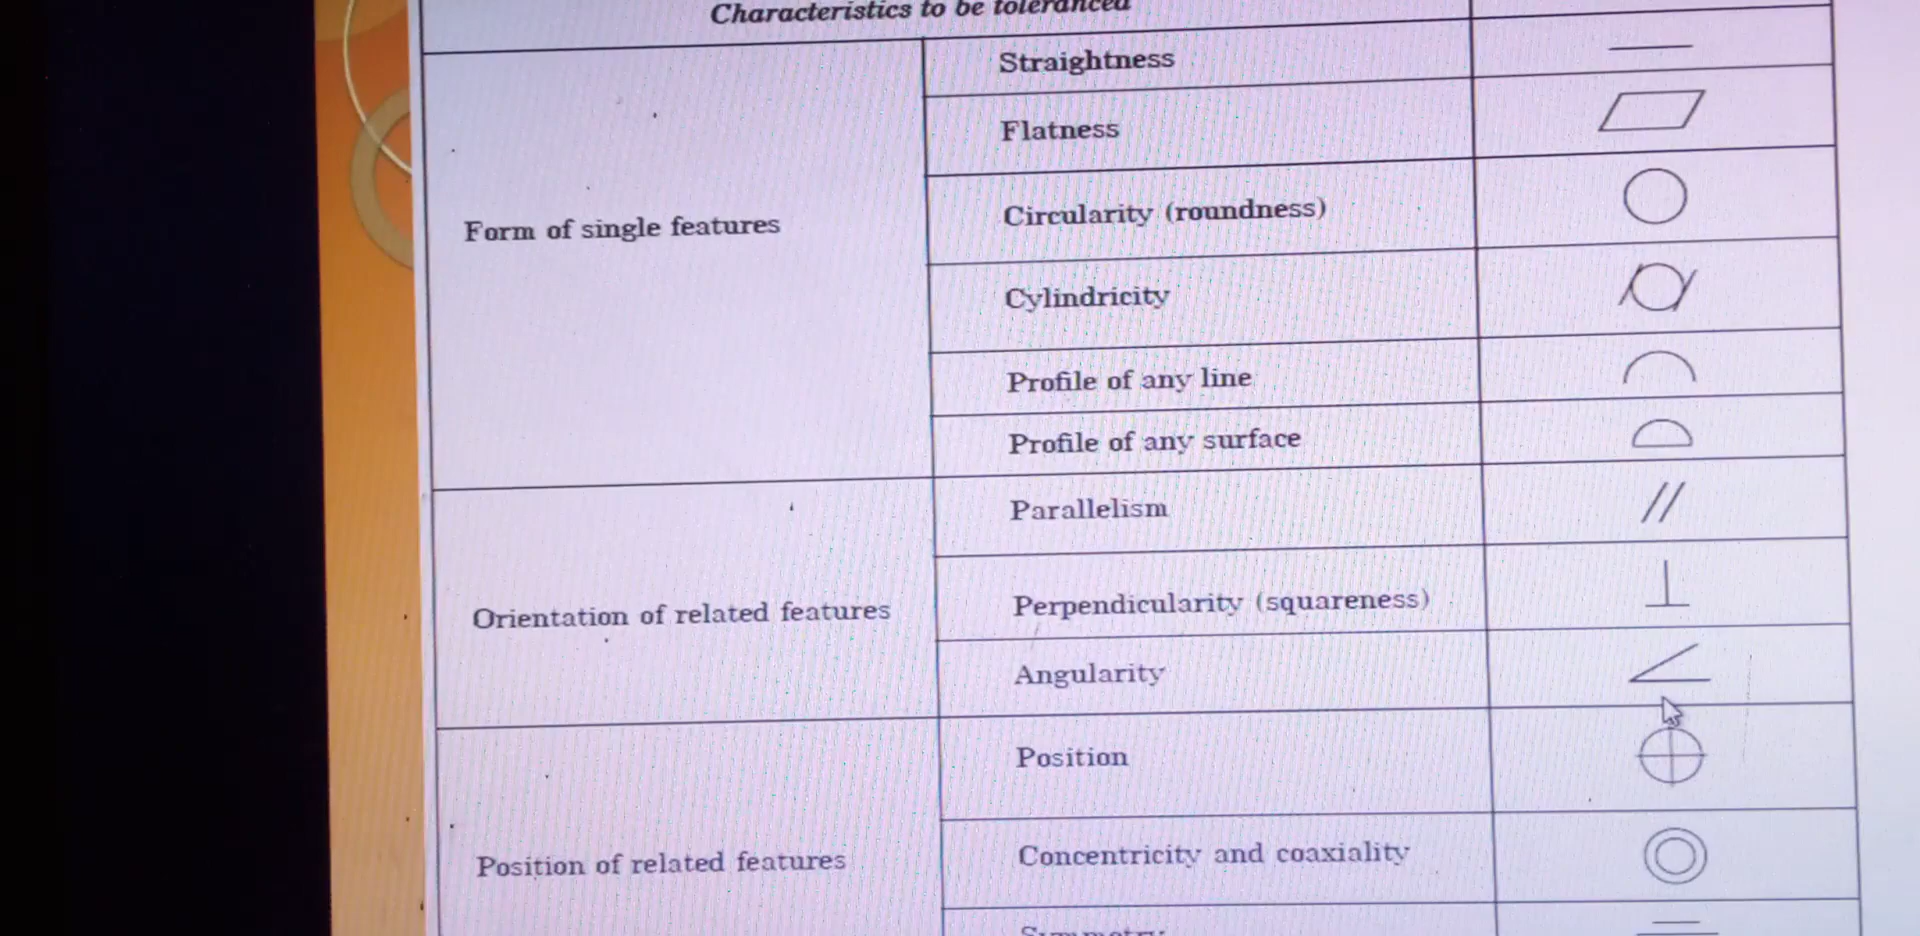 Characteristics to be toleranced
Form of single features
Straightness
Flatness
Circularity (roundness)
Cylindricity
Profile of any line
Profile of any surface
Orientation of related features
Parallelism
Perpendicularity (squareness)
Angularity
Position of related features
Position
Concentricity and coaxiality
Symmetry